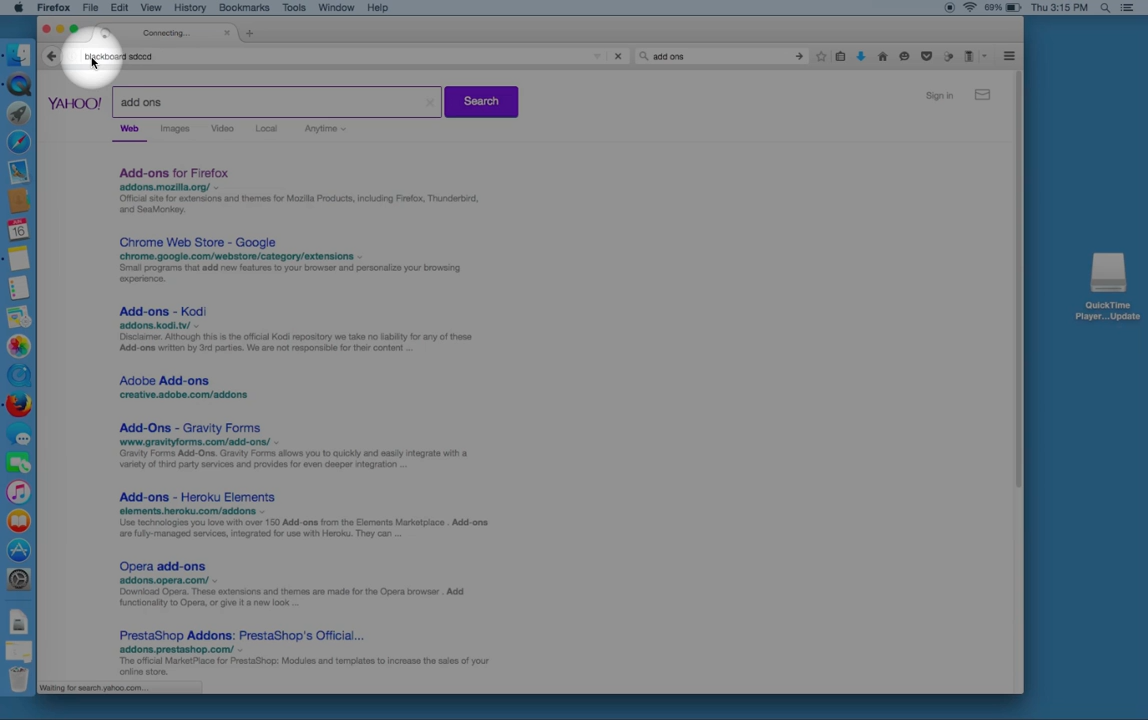 Firefox File Edit View History Bookmarks Tools Window Help 69% Thu 3:15 PM
Connecting...
blackboard sdccd add ons
YAHOO! add ons Search Sign in
Web Images Video Local Anytime
Add-ons for Firefox
addons.mozilla.org/
Official site for extensions and themes for Mozilla Products, including Firefox, Thunderbird,
and SeaMonkey.
Chrome Web Store - Google
chrome.google.com/webstore/category/extensions
Small programs that add new features to your browser and personalize your browsing
experience.
Add-ons - Kodi
addons.kodi.tv/
Disclaimer. Although this is the official Kodi repository we take no liability for any of these
Add-ons written by 3rd parties. We are not responsible for their content ...
Adobe Add-ons
creative.adobe.com/addons
Add-Ons - Gravity Forms
www.gravityforms.com/add-ons/
Gravity Forms Add-Ons. Gravity Forms allows you to quickly and easily integrate with a
variety of third party services and provides for even deeper integration ...
Add-ons - Heroku Elements
elements.heroku.com/addons
Use technologies you love with over 150 Add-ons from the Elements Marketplace . Add-ons
are fully-managed services, integrated for use with Heroku. They can ...
Opera add-ons
addons.opera.com/
Download Opera. These extensions and themes are made for the Opera browser . Add
functionality to Opera, or give it a new look ...
PrestaShop Addons: PrestaShop's Official...
addons.prestashop.com/
The official MarketPlace for PrestaShop: Modules and templates to increase the sales of your
online store.
Waiting for search.yahoo.com...
16
QuickTime
Player...Update